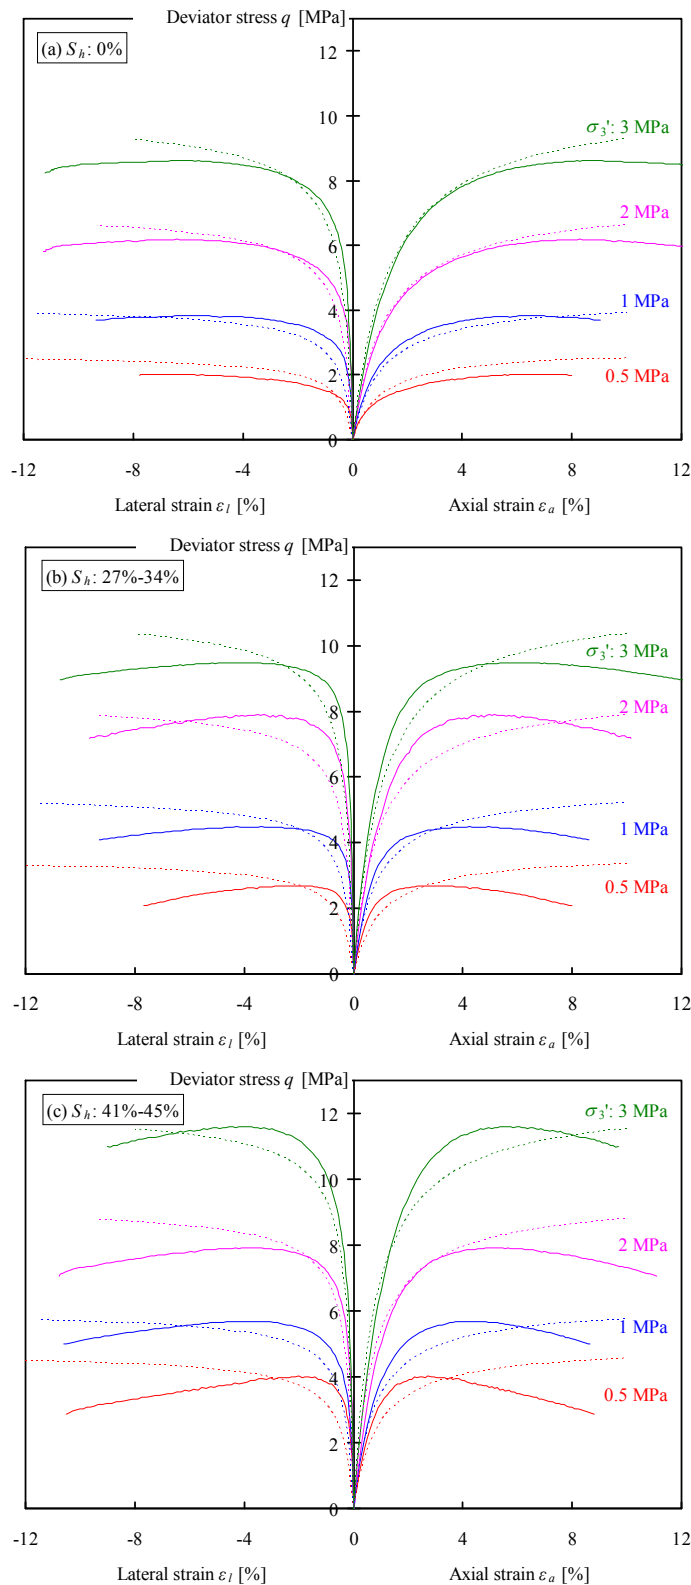 Deviator stress q [MPa]
(a) Sₕ: 0%
12
10
σ₃': 3 MPa
8
2 MPa
6
1 MPa
4
0.5 MPa
2
0
-12 -8 -4 0 4 8 12
Lateral strain εₗ [%] Axial strain εₐ [%]
Deviator stress q [MPa]
(b) Sₕ: 27%-34%
12
10
σ₃': 3 MPa
2 MPa
8
6
1 MPa
4
0.5 MPa
2
0
-12 -8 -4 0 4 8 12
Lateral strain εₗ [%] Axial strain εₐ [%]
Deviator stress q [MPa]
(c) Sₕ: 41%-45%
σ₃': 3 MPa
12
10
8
2 MPa
6
1 MPa
4
0.5 MPa
2
0
-12 -8 -4 0 4 8 12
Lateral strain εₗ [%] Axial strain εₐ [%]